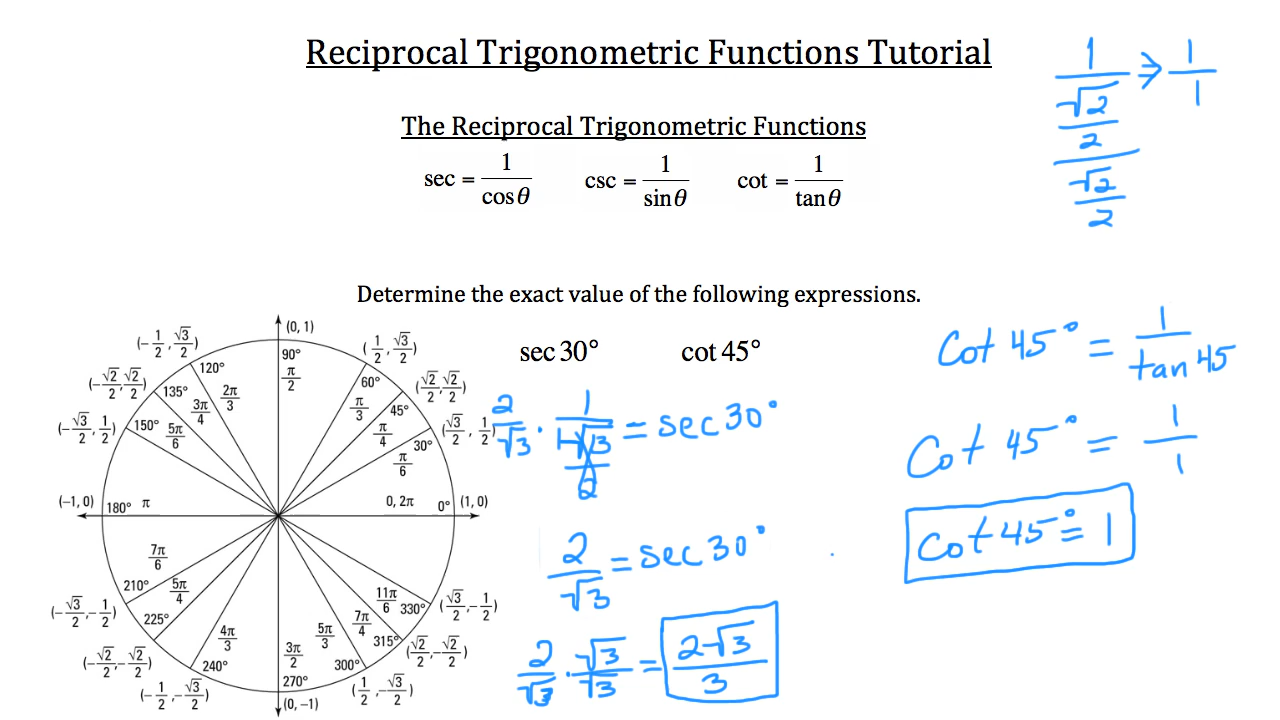 Reciprocal Trigonometric Functions Tutorial
The Reciprocal Trigonometric Functions
sec = 1/cosθ csc = 1/sinθ cot = 1/tanθ
1/(√2/2)/(√2/2) ⇒ 1/1
Determine the exact value of the following expressions.
sec 30° cot 45°
(0, 1)
(-1/2, √3/2) (1/2, √3/2)
90° π/2
120° 2π/3 60° π/3
(-√2/2, √2/2) (√2/2, √2/2)
135° 3π/4 45° π/4
(-√3/2, 1/2) (√3/2, 1/2)
150° 5π/6 30° π/6
(-1, 0) 180° π 0, 2π 0° (1, 0)
7π/6 210° 11π/6 330°
(-√3/2, -1/2) (√3/2, -1/2)
5π/4 225° 7π/4 315°
(-√2/2, -√2/2) (√2/2, -√2/2)
4π/3 240° 5π/3 300°
(-1/2, -√3/2) (1/2, -√3/2)
3π/2 270°
(0, -1)
2/√3 · 1/(√3/2) = sec 30°
2/√3 = sec 30°
2/√3 · √3/√3 = 2√3/3
Cot 45° = 1/tan 45
Cot 45° = 1/1
Cot 45° = 1